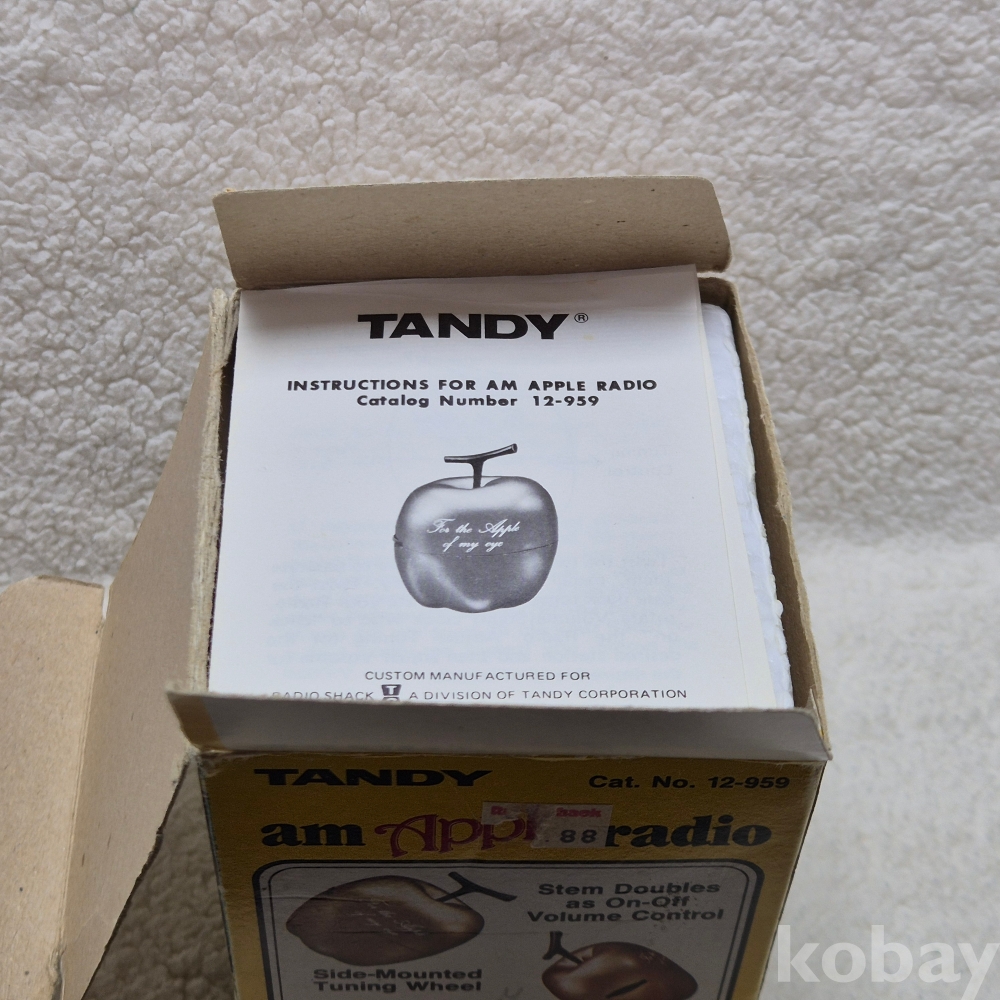 TANDY®
INSTRUCTIONS FOR AM APPLE RADIO
Catalog Number 12-959
For the Apple
of my eye
CUSTOM MANUFACTURED FOR
RADIO SHACK A DIVISION OF TANDY CORPORATION
TANDY Cat. No. 12-959
am Apple radio
.88
Stem Doubles
as On-Off
Volume Control
Side-Mounted
Tuning Wheel
kobay